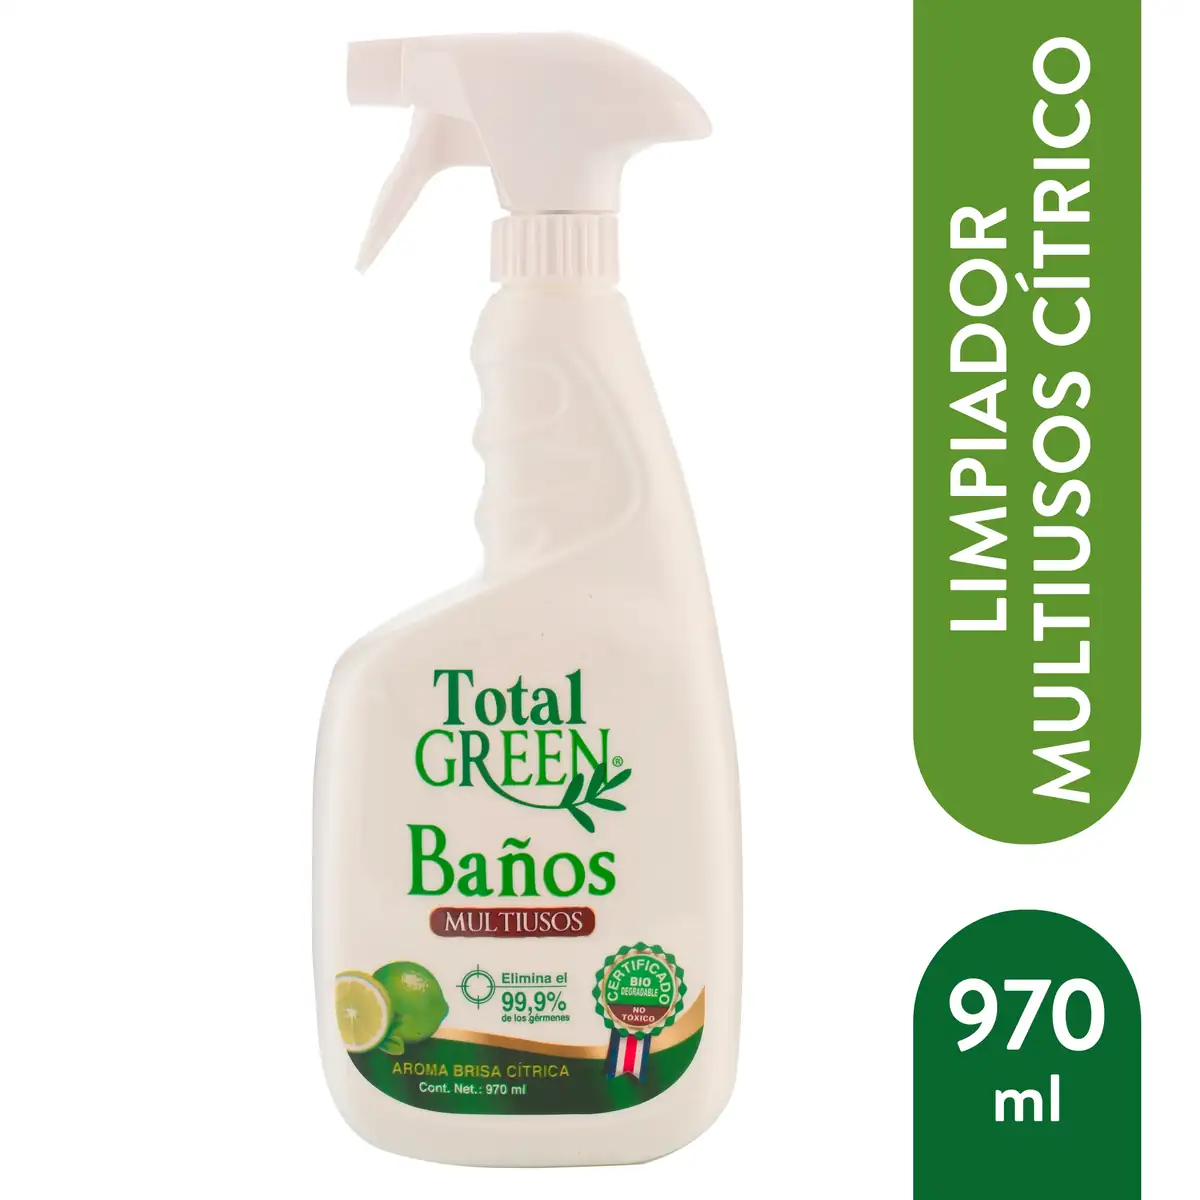 Total
GREEN®
Baños
MULTIUSOS
Elimina el
99,9%
de los gérmenes
CERTIFICADO
BIO
DEGRADABLE
NO
TOXICO
AROMA BRISA CÍTRICA
Cont. Net.: 970 ml
LIMPIADOR
MULTIUSOS CÍTRICO
970
ml